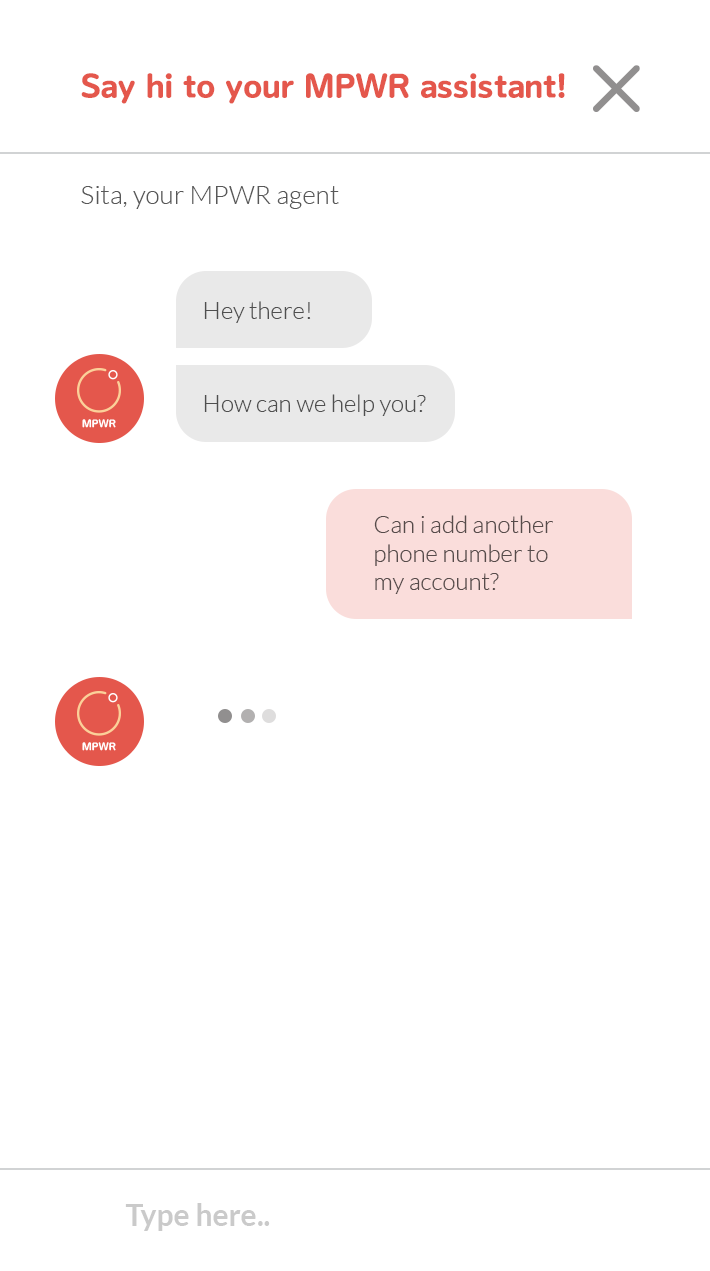 Say hi to your MPWR assistant!
Sita, your MPWR agent
Hey there!
MPWR
How can we help you?
Can i add another
phone number to
my account?
MPWR
Type here..